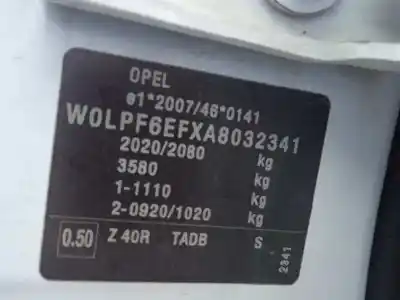 OPEL
e1*2007/46*0141
W0LPF6EFXA8032341
2020/2080 kg
3580 kg
1-1110 kg
2-0920/1020 kg
0.50 Z 40R TADB S
2341